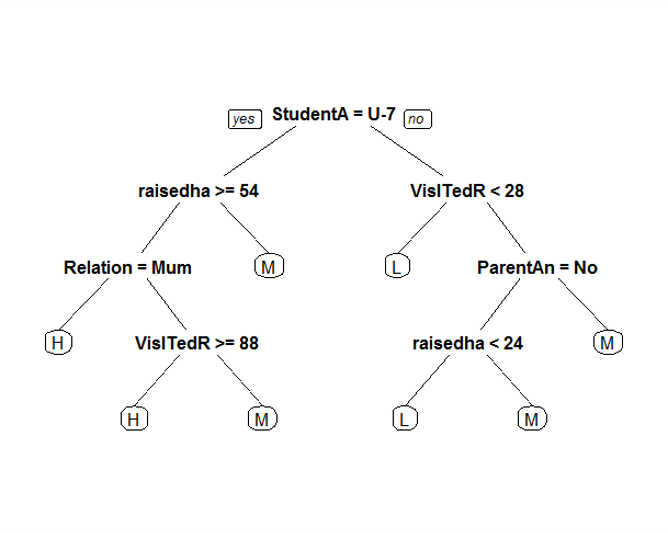 yes StudentA = U-7 no
raisedha >= 54 VisITedR < 28
Relation = Mum M L ParentAn = No
H VisITedR >= 88 raisedha < 24 M
H M L M